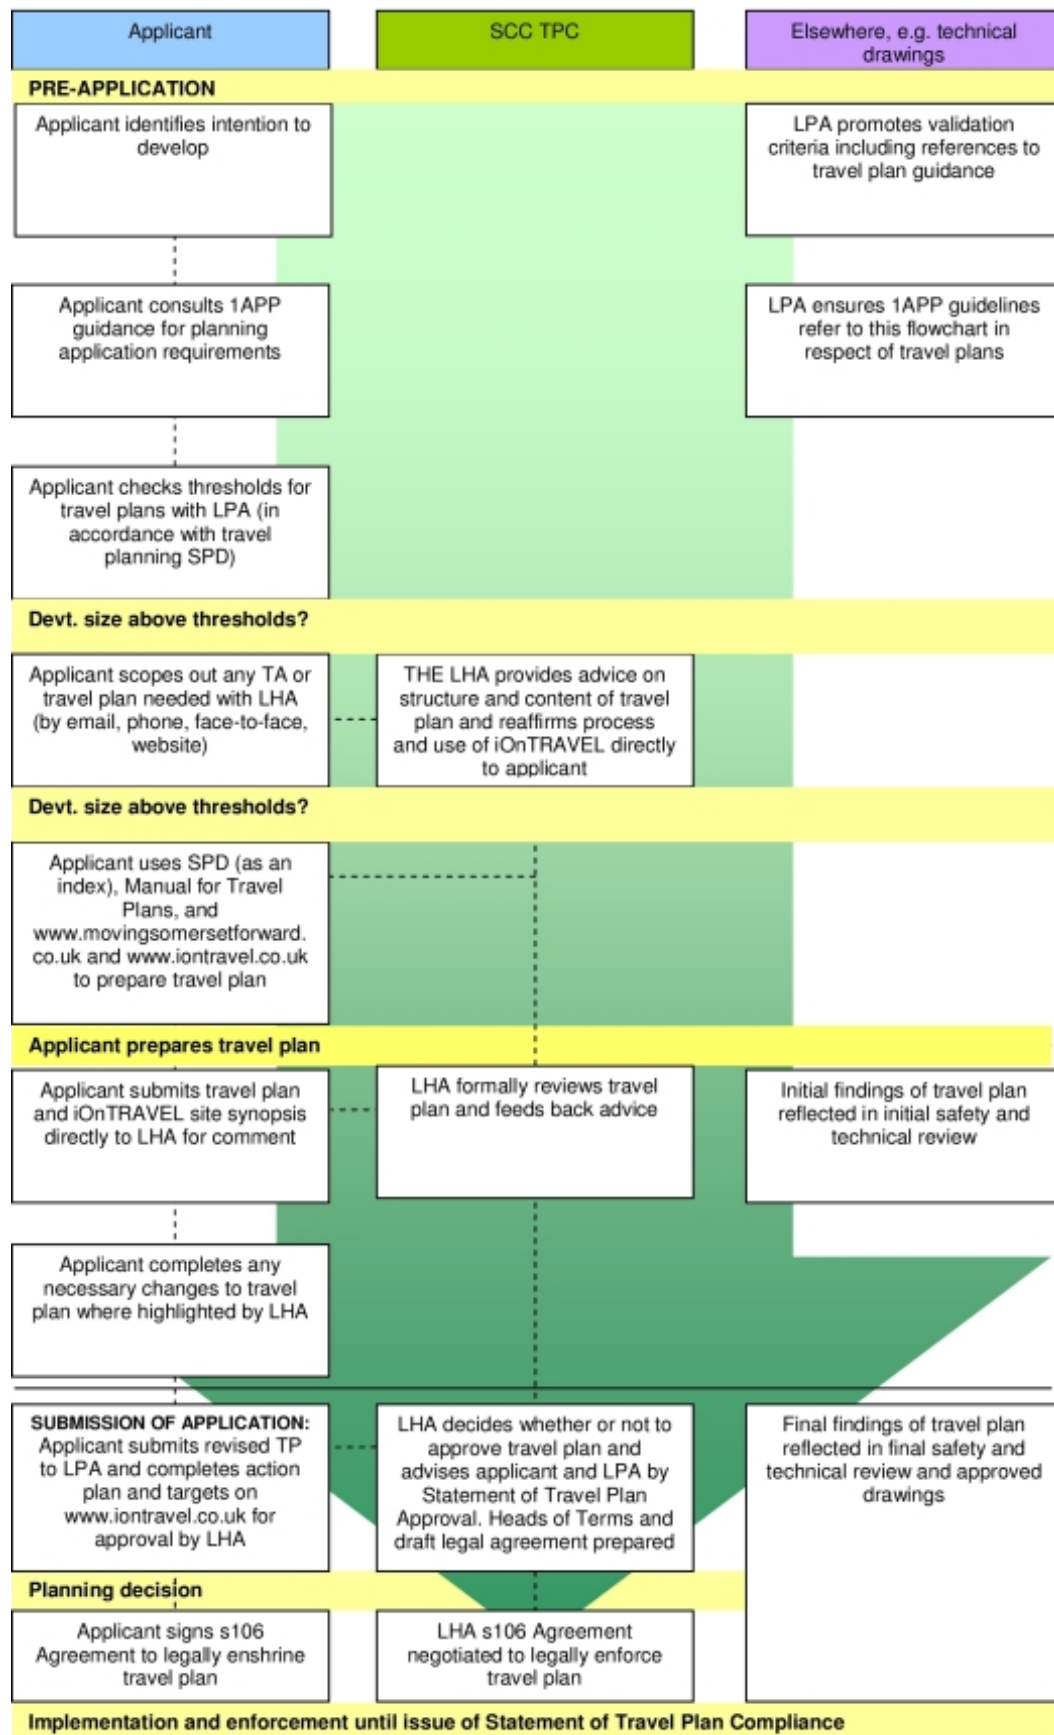 Applicant
SCC TPC
Elsewhere, e.g. technical
drawings
PRE-APPLICATION
Applicant identifies intention to
develop
LPA promotes validation
criteria including references to
travel plan guidance
Applicant consults 1APP
guidance for planning
application requirements
LPA ensures 1APP guidelines
refer to this flowchart in
respect of travel plans
Applicant checks thresholds for
travel plans with LPA (in
accordance with travel
planning SPD)
Devt. size above thresholds?
Applicant scopes out any TA or
travel plan needed with LHA
(by email, phone, face-to-face,
website)
THE LHA provides advice on
structure and content of travel
plan and reaffirms process
and use of iOnTRAVEL directly
to applicant
Devt. size above thresholds?
Applicant uses SPD (as an
index), Manual for Travel
Plans, and
www.movingsomersetforward.
co.uk and www.iontravel.co.uk
to prepare travel plan
Applicant prepares travel plan
Applicant submits travel plan
and iOnTRAVEL site synopsis
directly to LHA for comment
LHA formally reviews travel
plan and feeds back advice
Initial findings of travel plan
reflected in initial safety and
technical review
Applicant completes any
necessary changes to travel
plan where highlighted by LHA
SUBMISSION OF APPLICATION:
Applicant submits revised TP
to LPA and completes action
plan and targets on
www.iontravel.co.uk for
approval by LHA
LHA decides whether or not to
approve travel plan and
advises applicant and LPA by
Statement of Travel Plan
Approval. Heads of Terms and
draft legal agreement prepared
Final findings of travel plan
reflected in final safety and
technical review and approved
drawings
Planning decision
Applicant signs s106
Agreement to legally enshrine
travel plan
LHA s106 Agreement
negotiated to legally enforce
travel plan
Implementation and enforcement until issue of Statement of Travel Plan Compliance